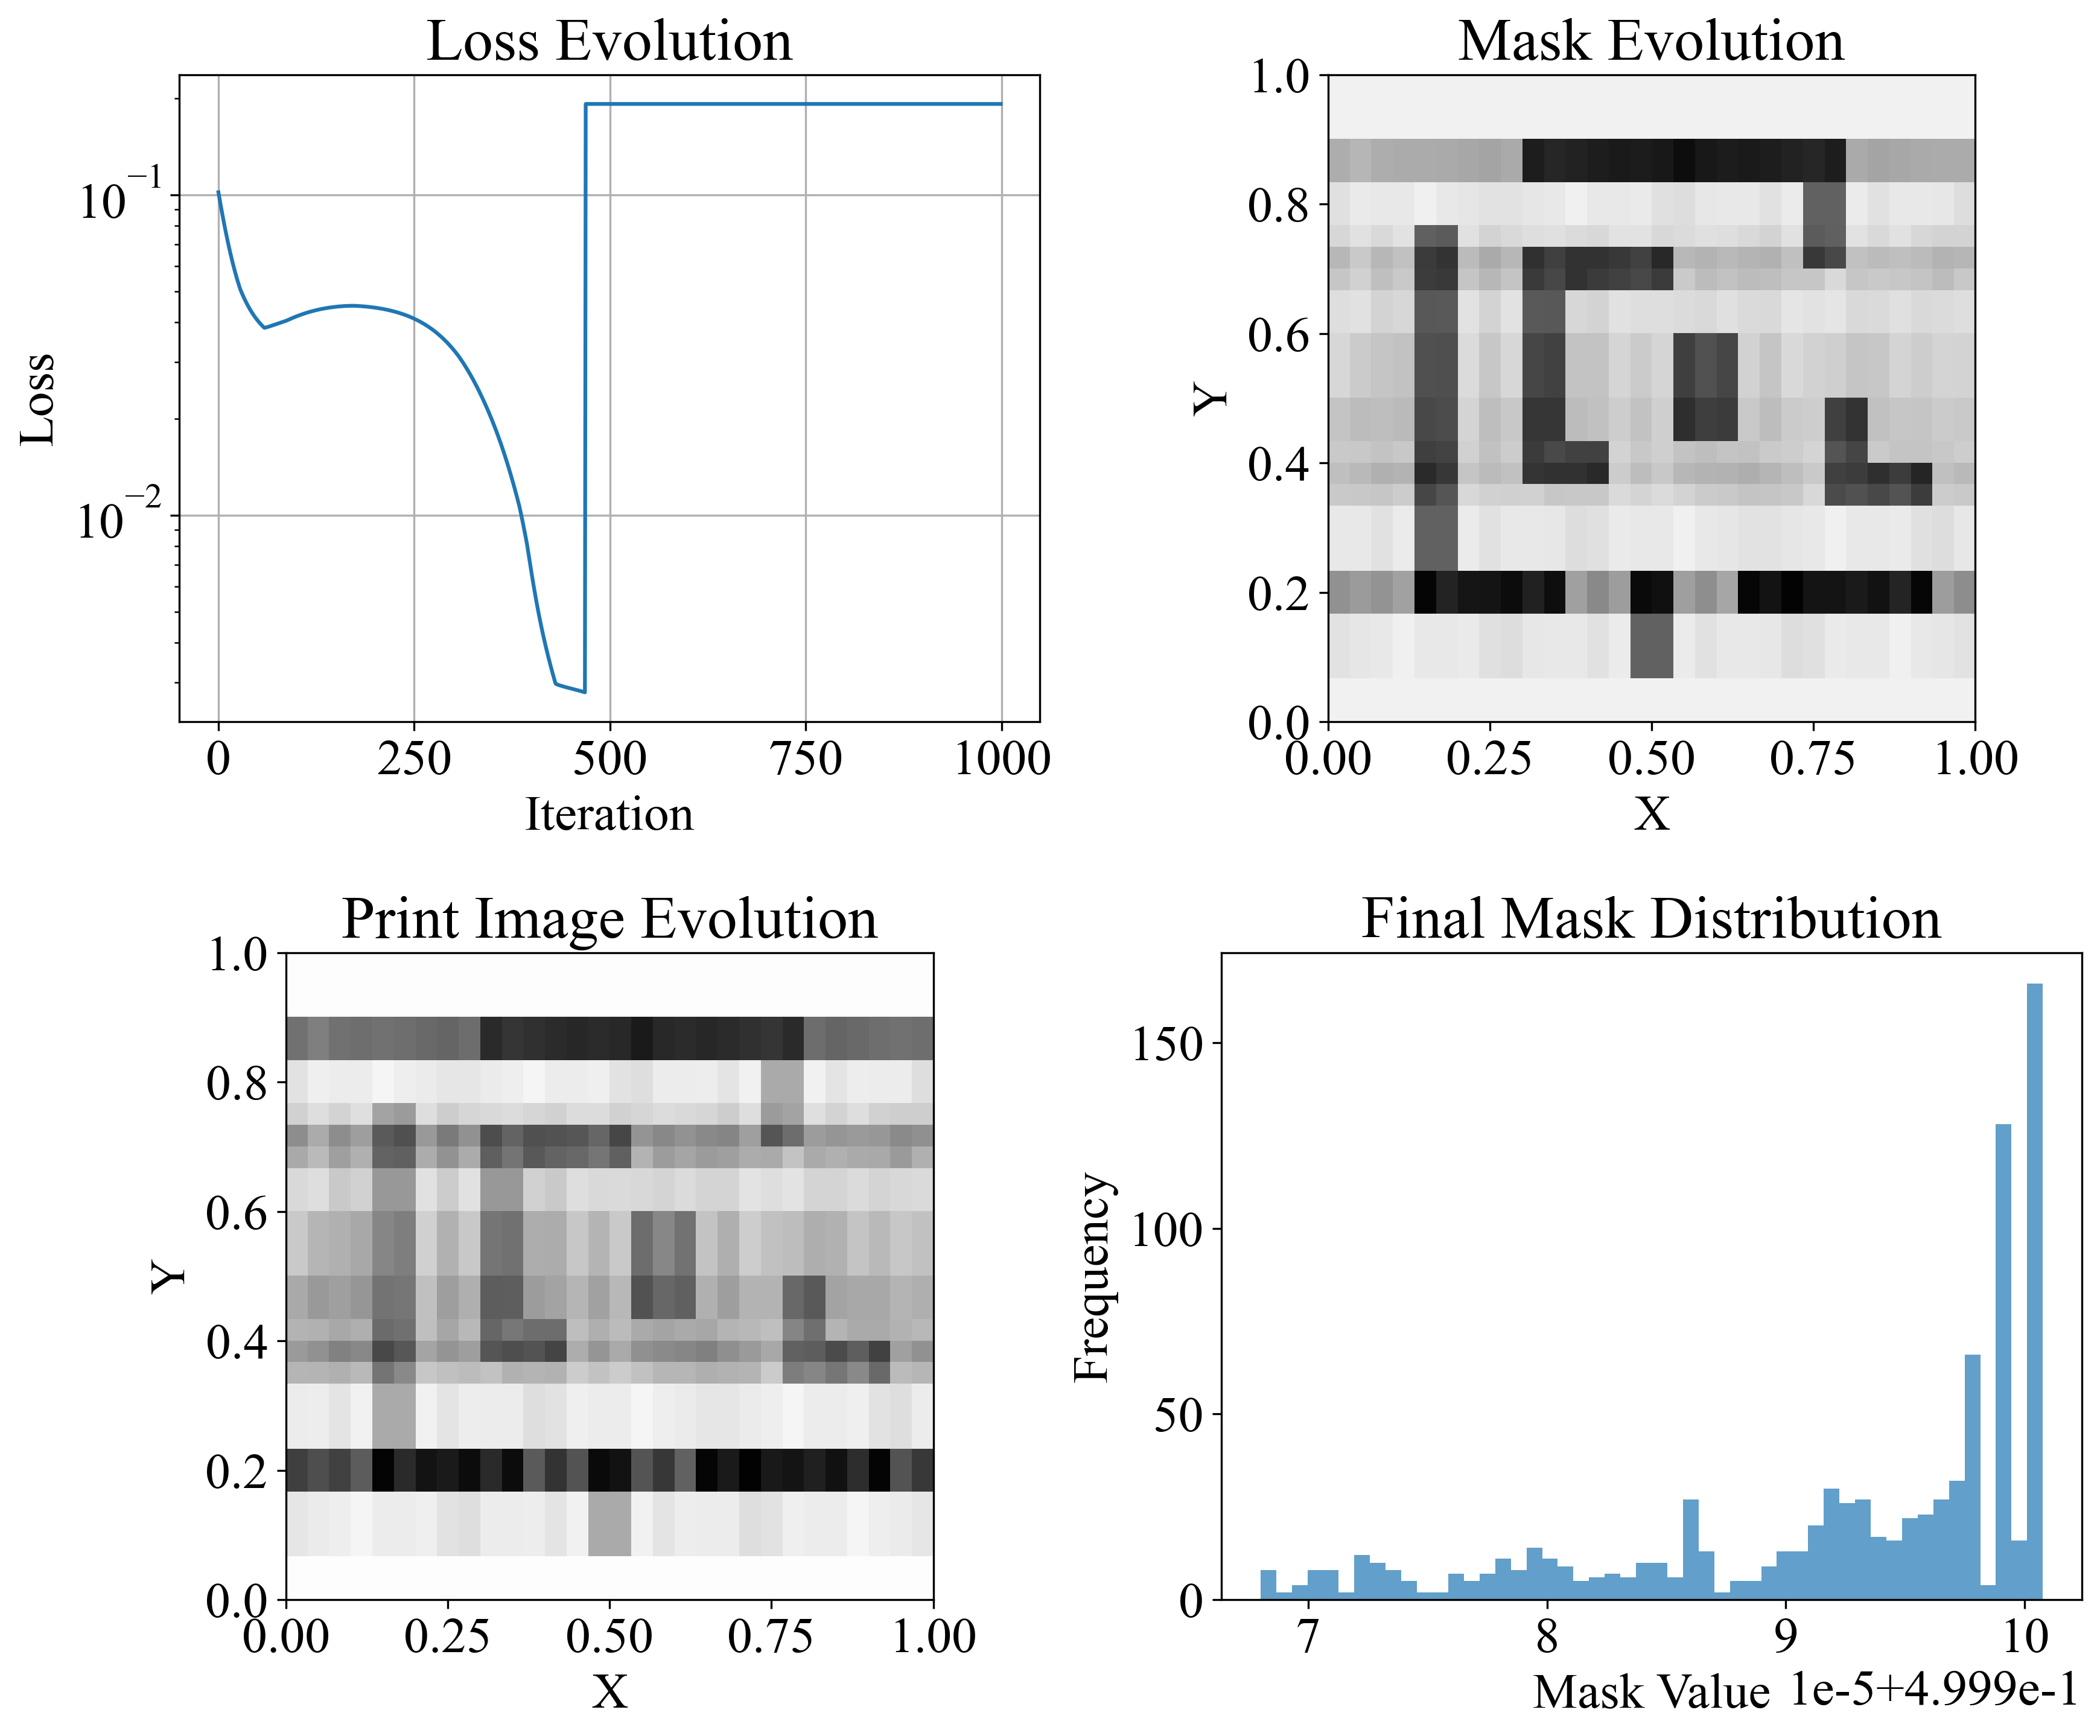 Loss Evolution
Loss
10⁻¹
10⁻²
0 250 500 750 1000
Iteration
Mask Evolution
Y
1.0
0.8
0.6
0.4
0.2
0.0
0.00 0.25 0.50 0.75 1.00
X
Print Image Evolution
Y
1.0
0.8
0.6
0.4
0.2
0.0
0.00 0.25 0.50 0.75 1.00
X
Final Mask Distribution
Frequency
150
100
50
0
7 8 9 10
Mask Value 1e-5+4.999e-1